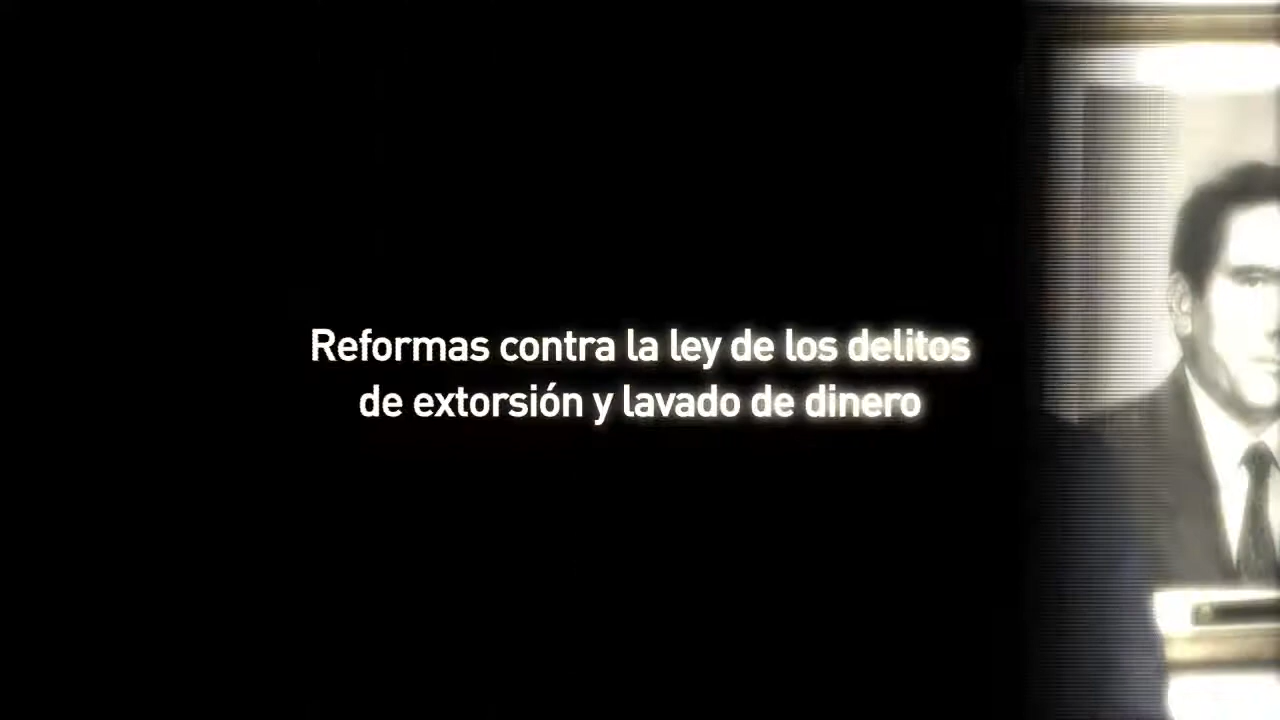 Reformas contra la ley de los delitos
de extorsión y lavado de dinero